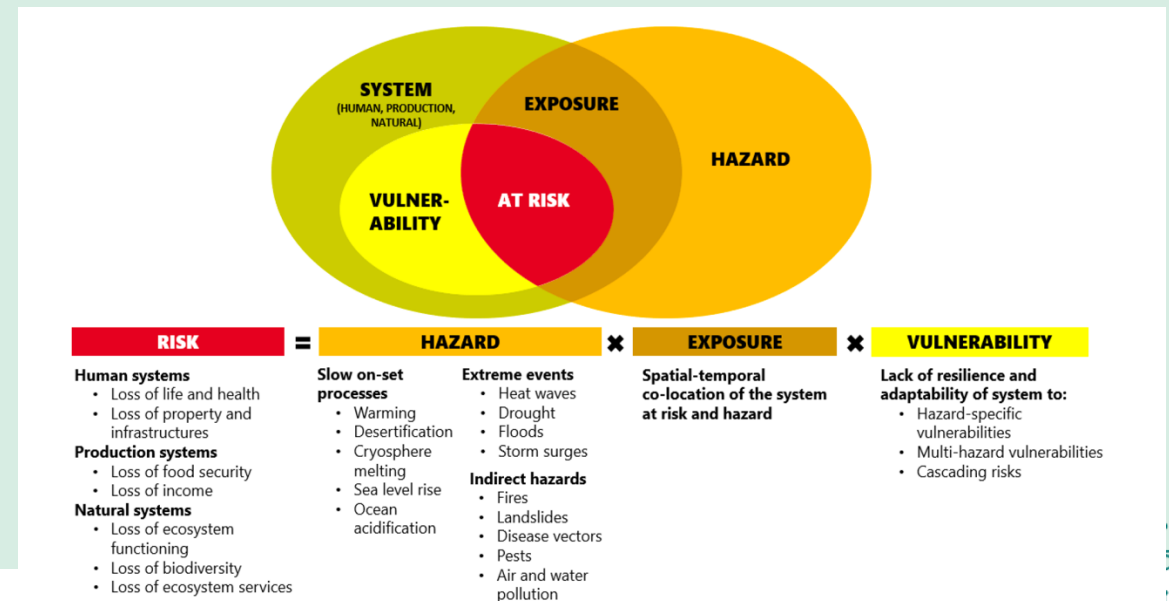 SYSTEM
(HUMAN, PRODUCTION,
NATURAL)
EXPOSURE
HAZARD
VULNER-
ABILITY
AT RISK
RISK = HAZARD × EXPOSURE × VULNERABILITY
Human systems
• Loss of life and health
• Loss of property and
infrastructures
Production systems
• Loss of food security
• Loss of income
Natural systems
• Loss of ecosystem
functioning
• Loss of biodiversity
• Loss of ecosystem services
Slow on-set
processes
• Warming
• Desertification
• Cryosphere
melting
• Sea level rise
• Ocean
acidification
Extreme events
• Heat waves
• Drought
• Floods
• Storm surges
Indirect hazards
• Fires
• Landslides
• Disease vectors
• Pests
• Air and water
pollution
Spatial-temporal
co-location of the system
at risk and hazard
Lack of resilience and
adaptability of system to:
• Hazard-specific
vulnerabilities
• Multi-hazard vulnerabilities
• Cascading risks